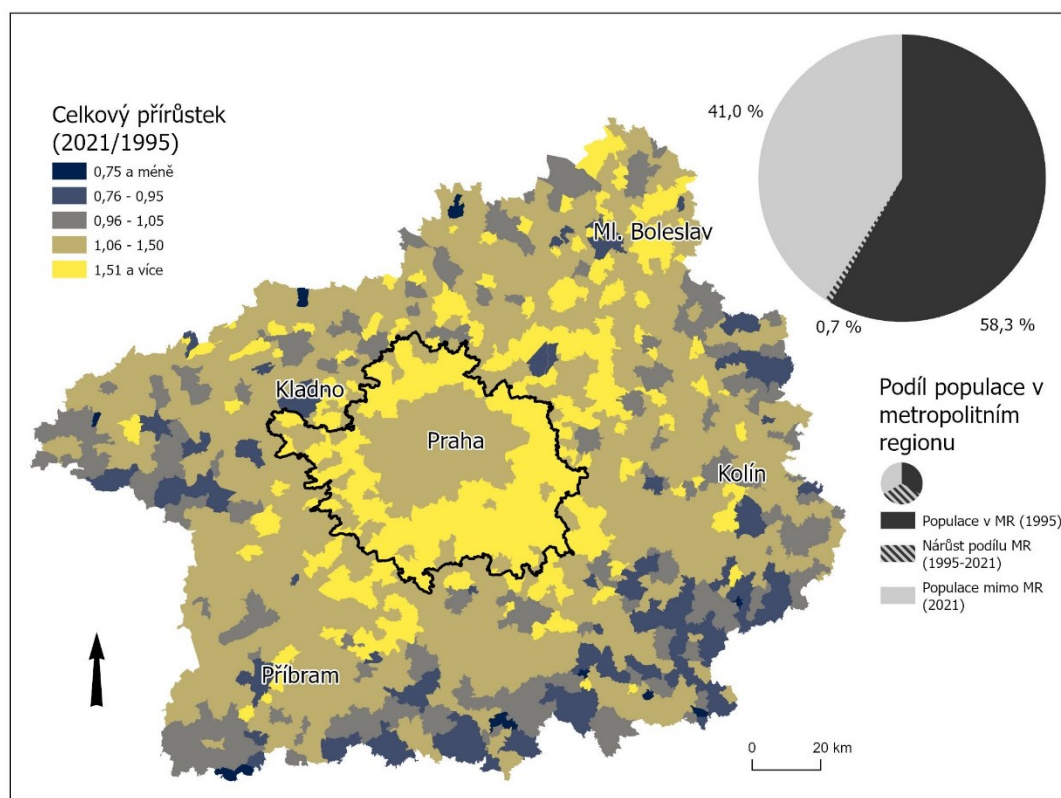 Celkový přírůstek
(2021/1995)
0,75 a méně
0,76 - 0,95
0,96 - 1,05
1,06 - 1,50
1,51 a více
41,0 %
0,7 %
58,3 %
Ml. Boleslav
Kladno
Praha
Kolín
Příbram
Podíl populace v
metropolitním
regionu
Populace v MR (1995)
Nárůst podílu MR
(1995-2021)
Populace mimo MR
(2021)
0
20 km